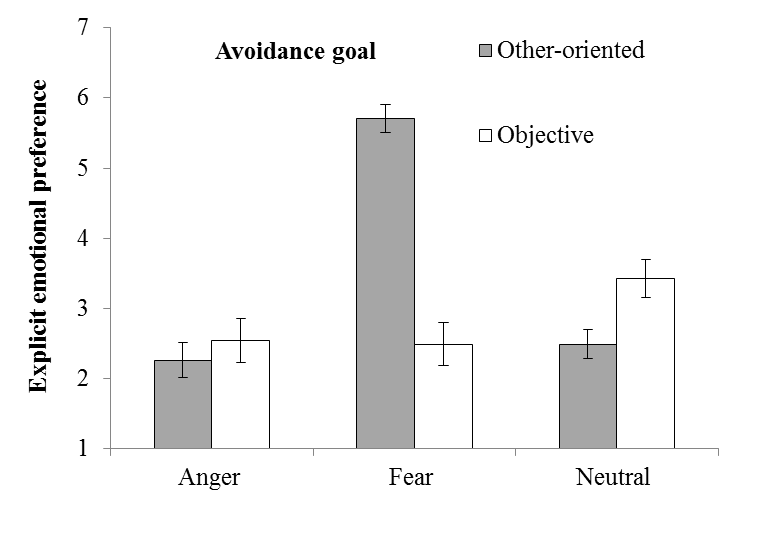 Avoidance goal
Other-oriented
Objective
Explicit emotional preference
7
6
5
4
3
2
1
Anger
Fear
Neutral